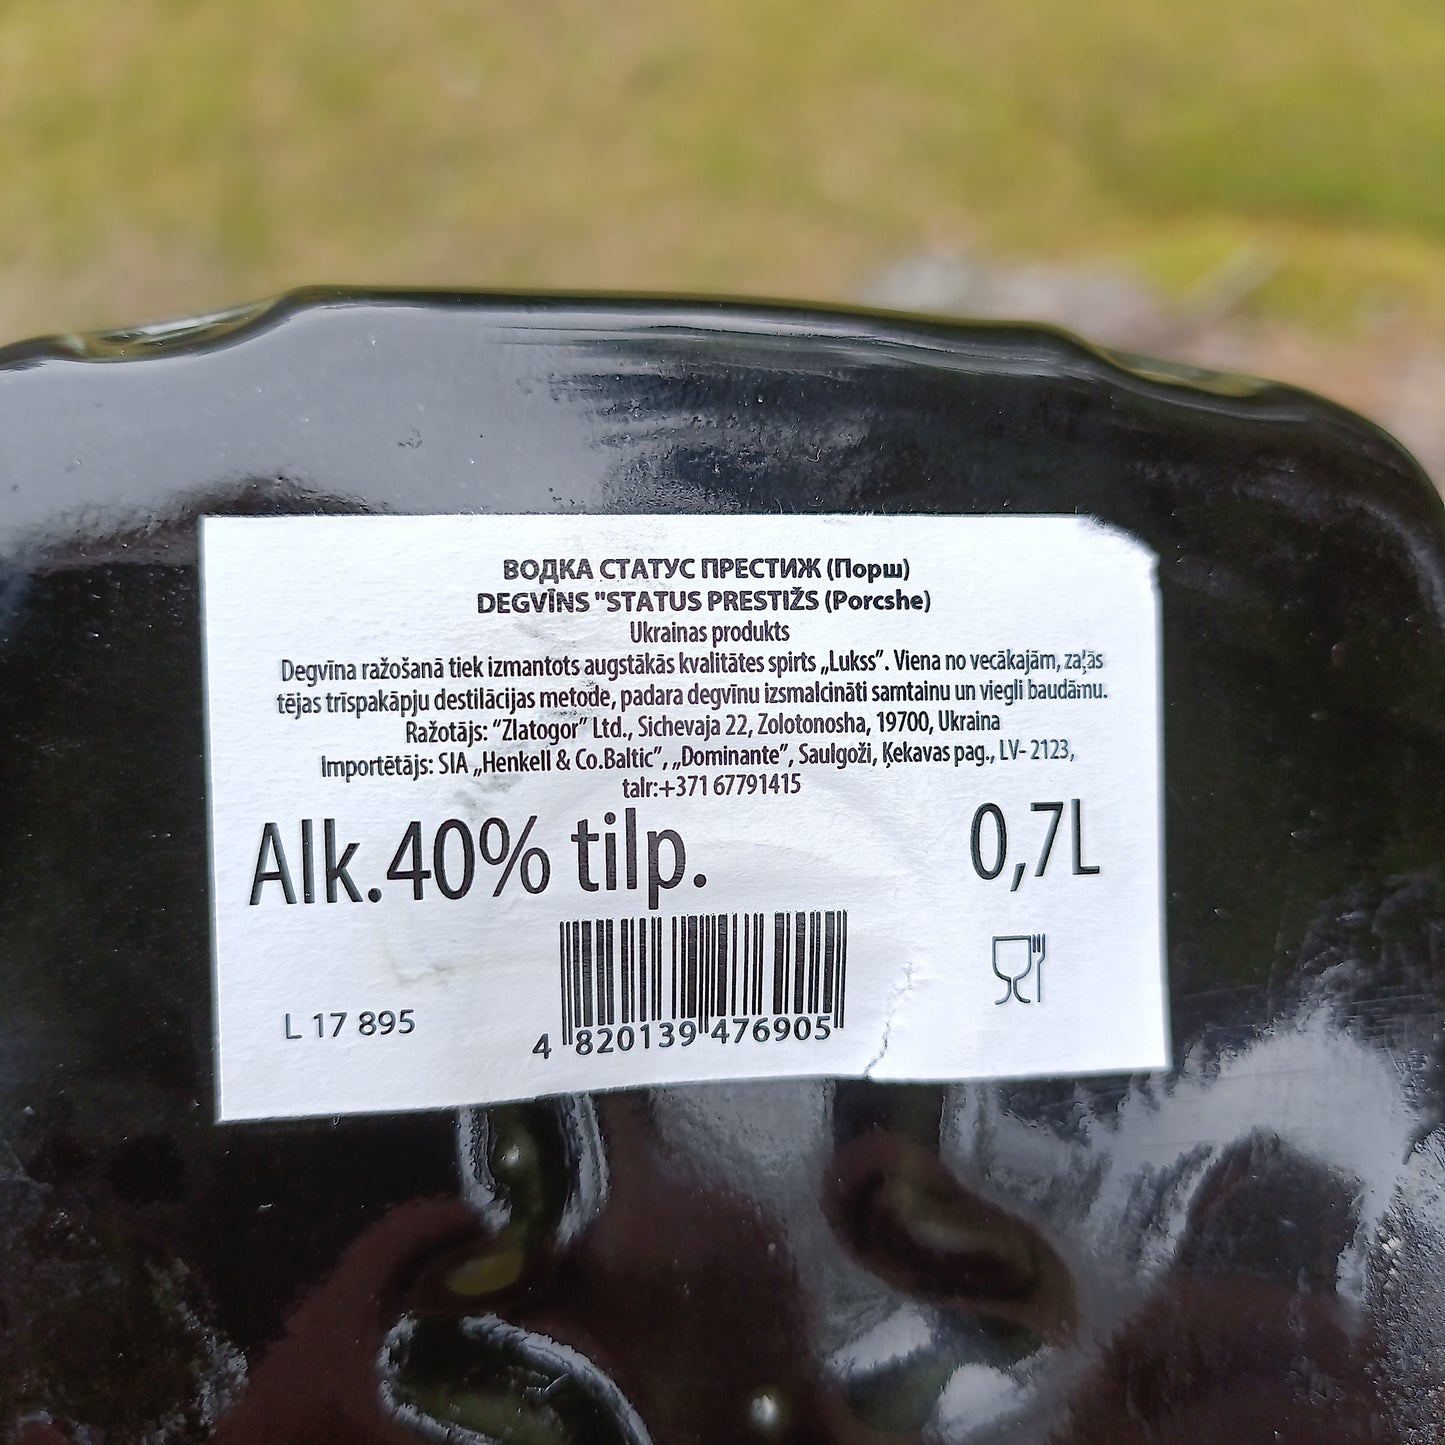 ВОДКА СТАТУС ПРЕСТИЖ (Порш)
DEGVĪNS "STATUS PRESTIŽS (Porcshe)
Ukrainas produkts
Degvīna ražošanā tiek izmantots augstākās kvalitātes spirts „Lukss”. Viena no vecākajām, zaļās
tējas trīspakāpju destilācijas metode, padara degvīnu izsmalcināti samtainu un viegli baudāmu.
Ražotājs: “Zlatogor” Ltd., Sichevaja 22, Zolotonosha, 19700, Ukraina
Importētājs: SIA „Henkell & Co.Baltic”, „Dominante”, Saulgoži, Ķekavas pag., LV- 2123,
talr:+371 67791415
Alk.40% tilp.
0,7L
L 17 895
4 820139 476905